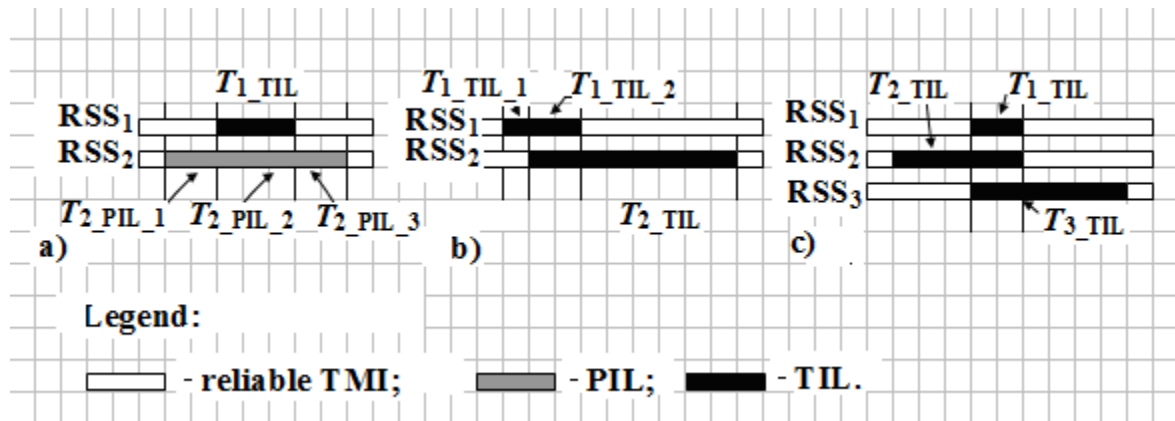 T1_TIL
RSS1
RSS2
T2_PIL_1 T2_PIL_2 T2_PIL_3
a)
T1_TIL_1 T1_TIL_2
RSS1
RSS2
T2_TIL
b)
T2_TIL T1_TIL
RSS1
RSS2
RSS3
T3_TIL
c)
Legend:
- reliable TMI; - PIL; - TIL.